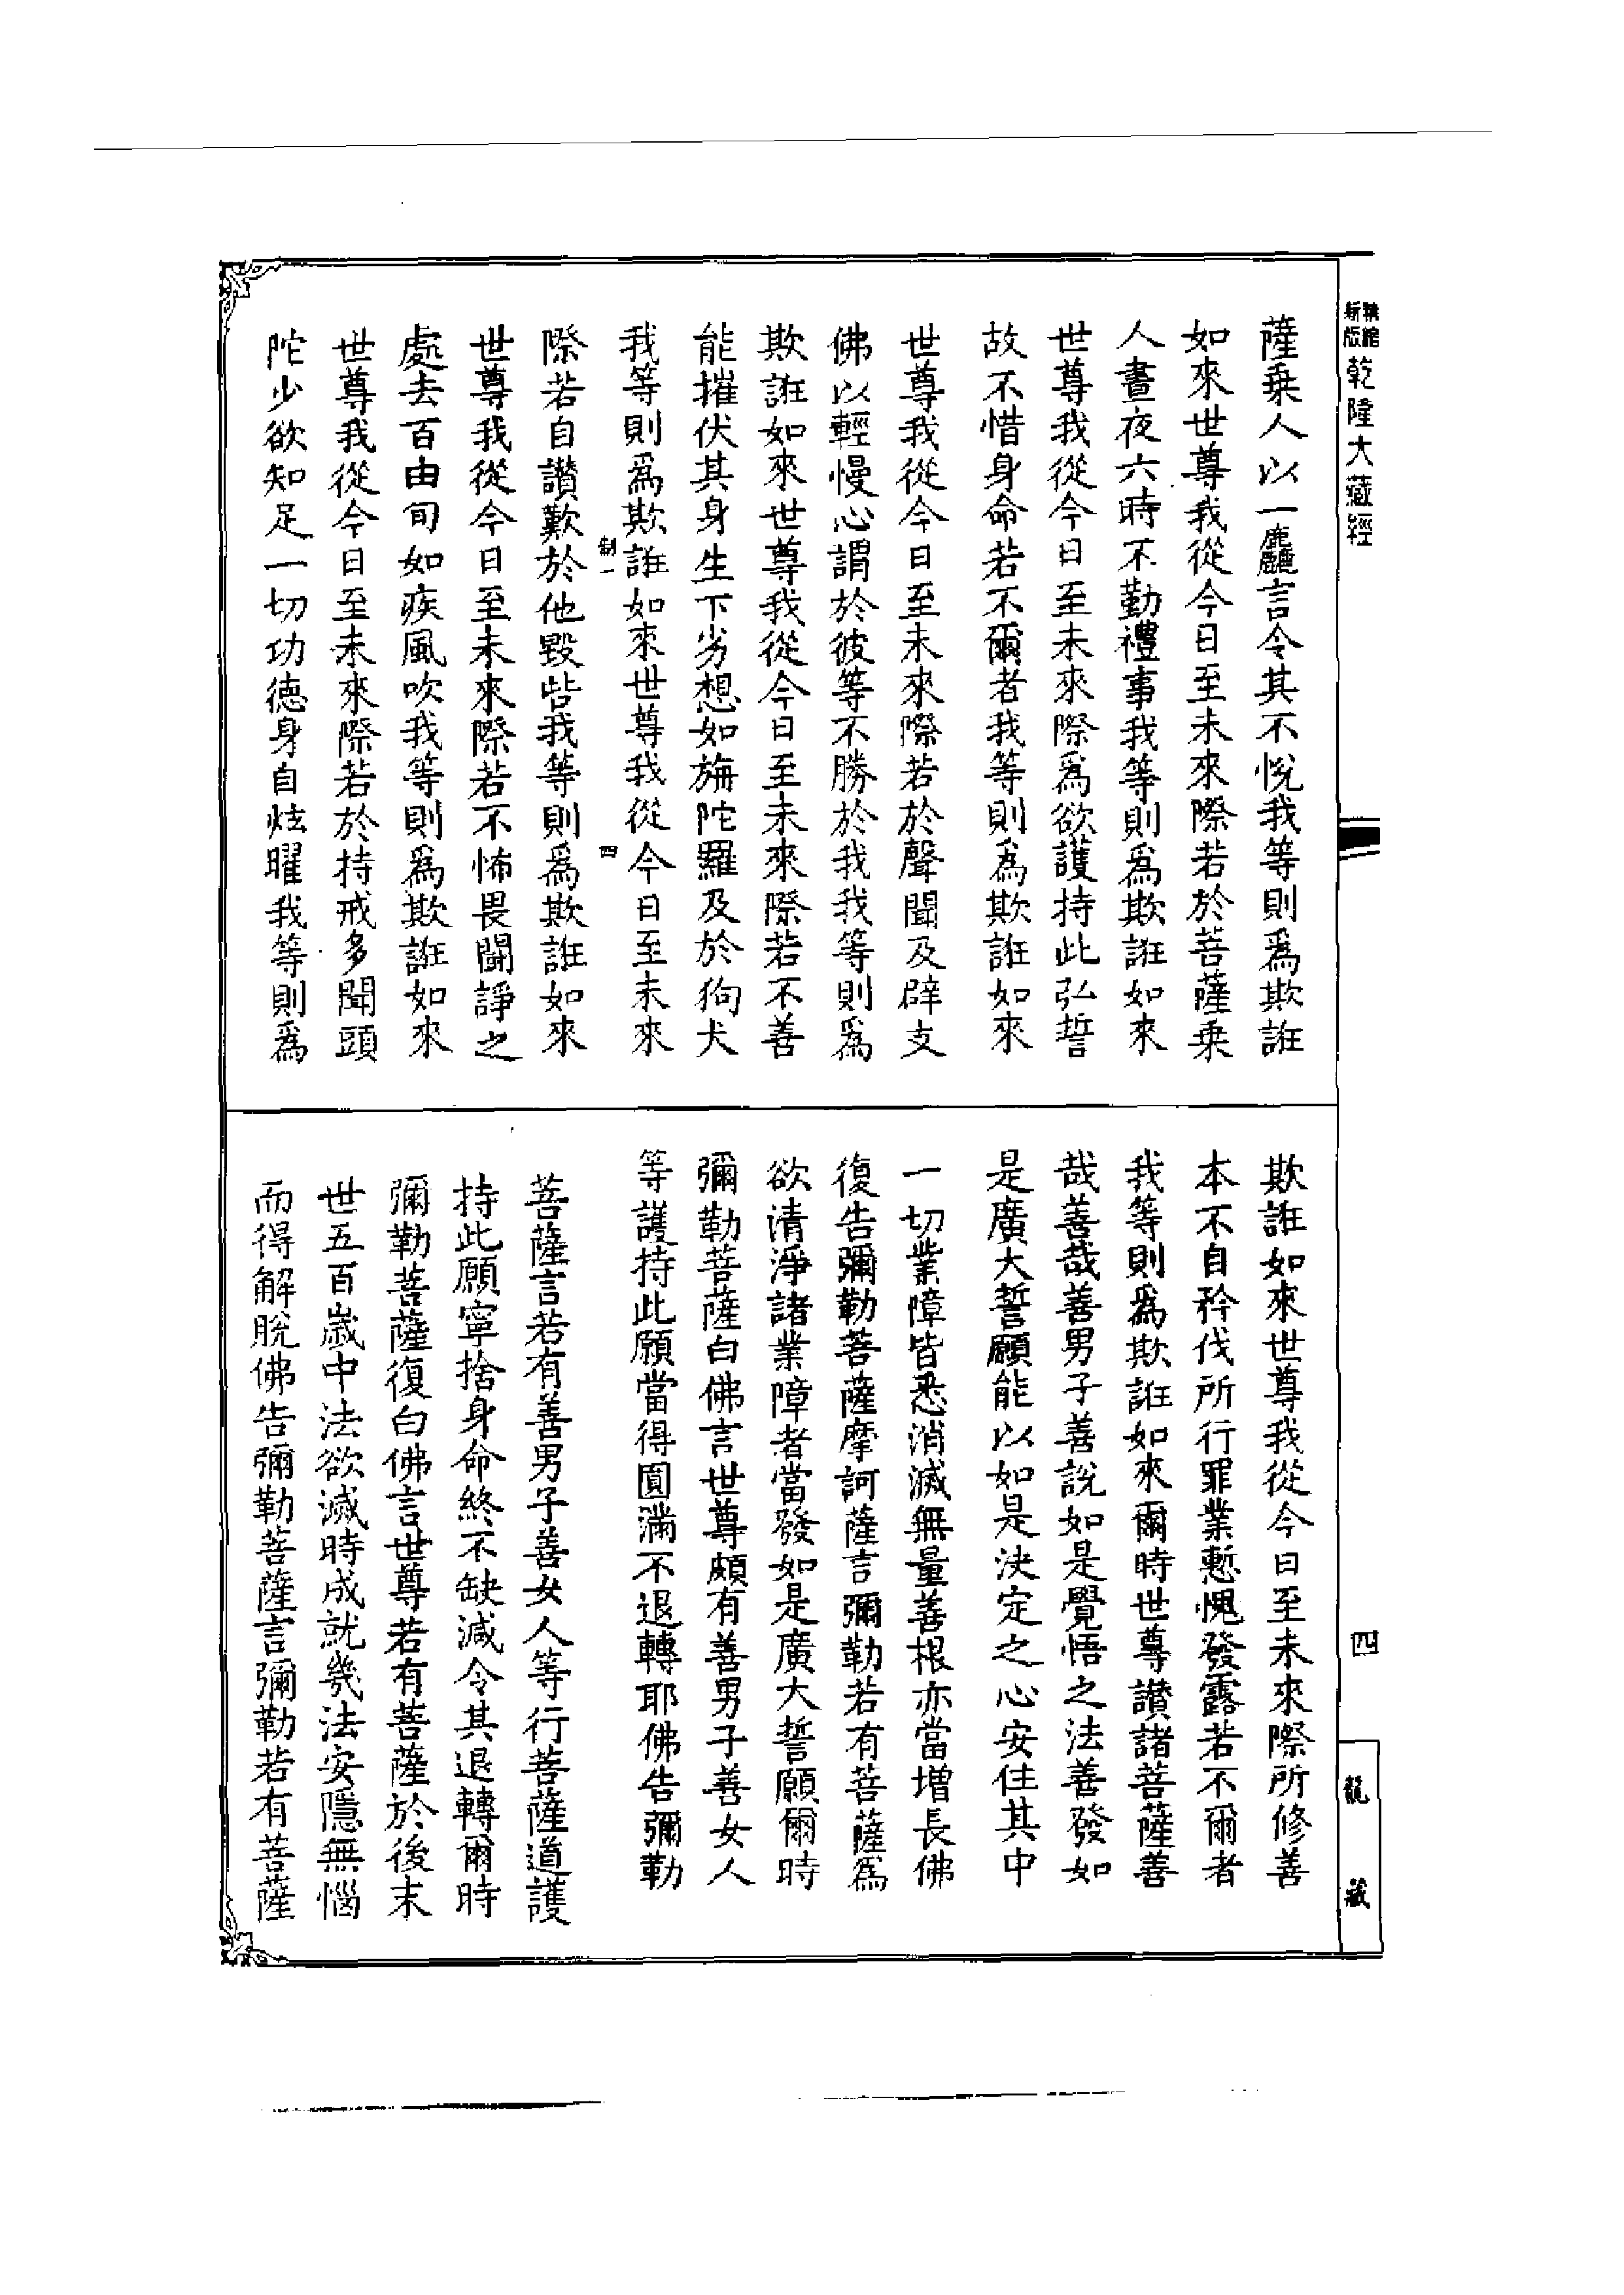 新版
精縮
乾隆大藏經
薩乗人以一麤言令其不悅我等則爲欺誑
如來世尊我從今日至未來際若於菩薩乗
人晝夜六時不勤禮事我等則爲欺誑如來
世尊我從今日至未來際爲欲護持此弘誓
故不惜身命若不爾者我等則爲欺誑如來
世尊我從今日至未來際若於聲聞及辟支
佛以輕慢心謂於彼等不勝於我我等則爲
欺誑如來世尊我從今日至未來際若不善
能摧伏其身生下劣想如旃陀羅及於狗犬
我等則爲欺誑如來世尊我從今日至未來
制一
四
際若自讚歎於他毀呰我等則爲欺誑如來
世尊我從今日至未來際若不怖畏鬪諍之
處去百由旬如疾風吹我等則爲欺誑如來
世尊我從今日至未來際若於持戒多聞頭
陀少欲知足一切功德身自炫曜我等則爲
欺誑如來世尊我從今日至未來際所修善
本不自矜伐所行罪業慙愧發露若不爾者
我等則爲欺誑如來爾時世尊讚諸菩薩善
哉善哉善男子善說如是覺悟之法善發如
是廣大誓願能以如是決定之心安住其中
一切業障皆悉消滅無量善根亦當增長佛
復告彌勒菩薩摩訶薩言彌勒若有菩薩爲
欲清淨諸業障者當發如是廣大誓願爾時
彌勒菩薩白佛言世尊頗有善男子善女人
等護持此願當得圓滿不退轉耶佛告彌勒
菩薩言若有善男子善女人等行菩薩道護
持此願寧捨身命終不缺減令其退轉爾時
彌勒菩薩復白佛言世尊若有菩薩於後末
世五百歲中法欲滅時成就幾法安隱無惱
而得解脫佛告彌勒菩薩言彌勒若有菩薩
四
龍藏